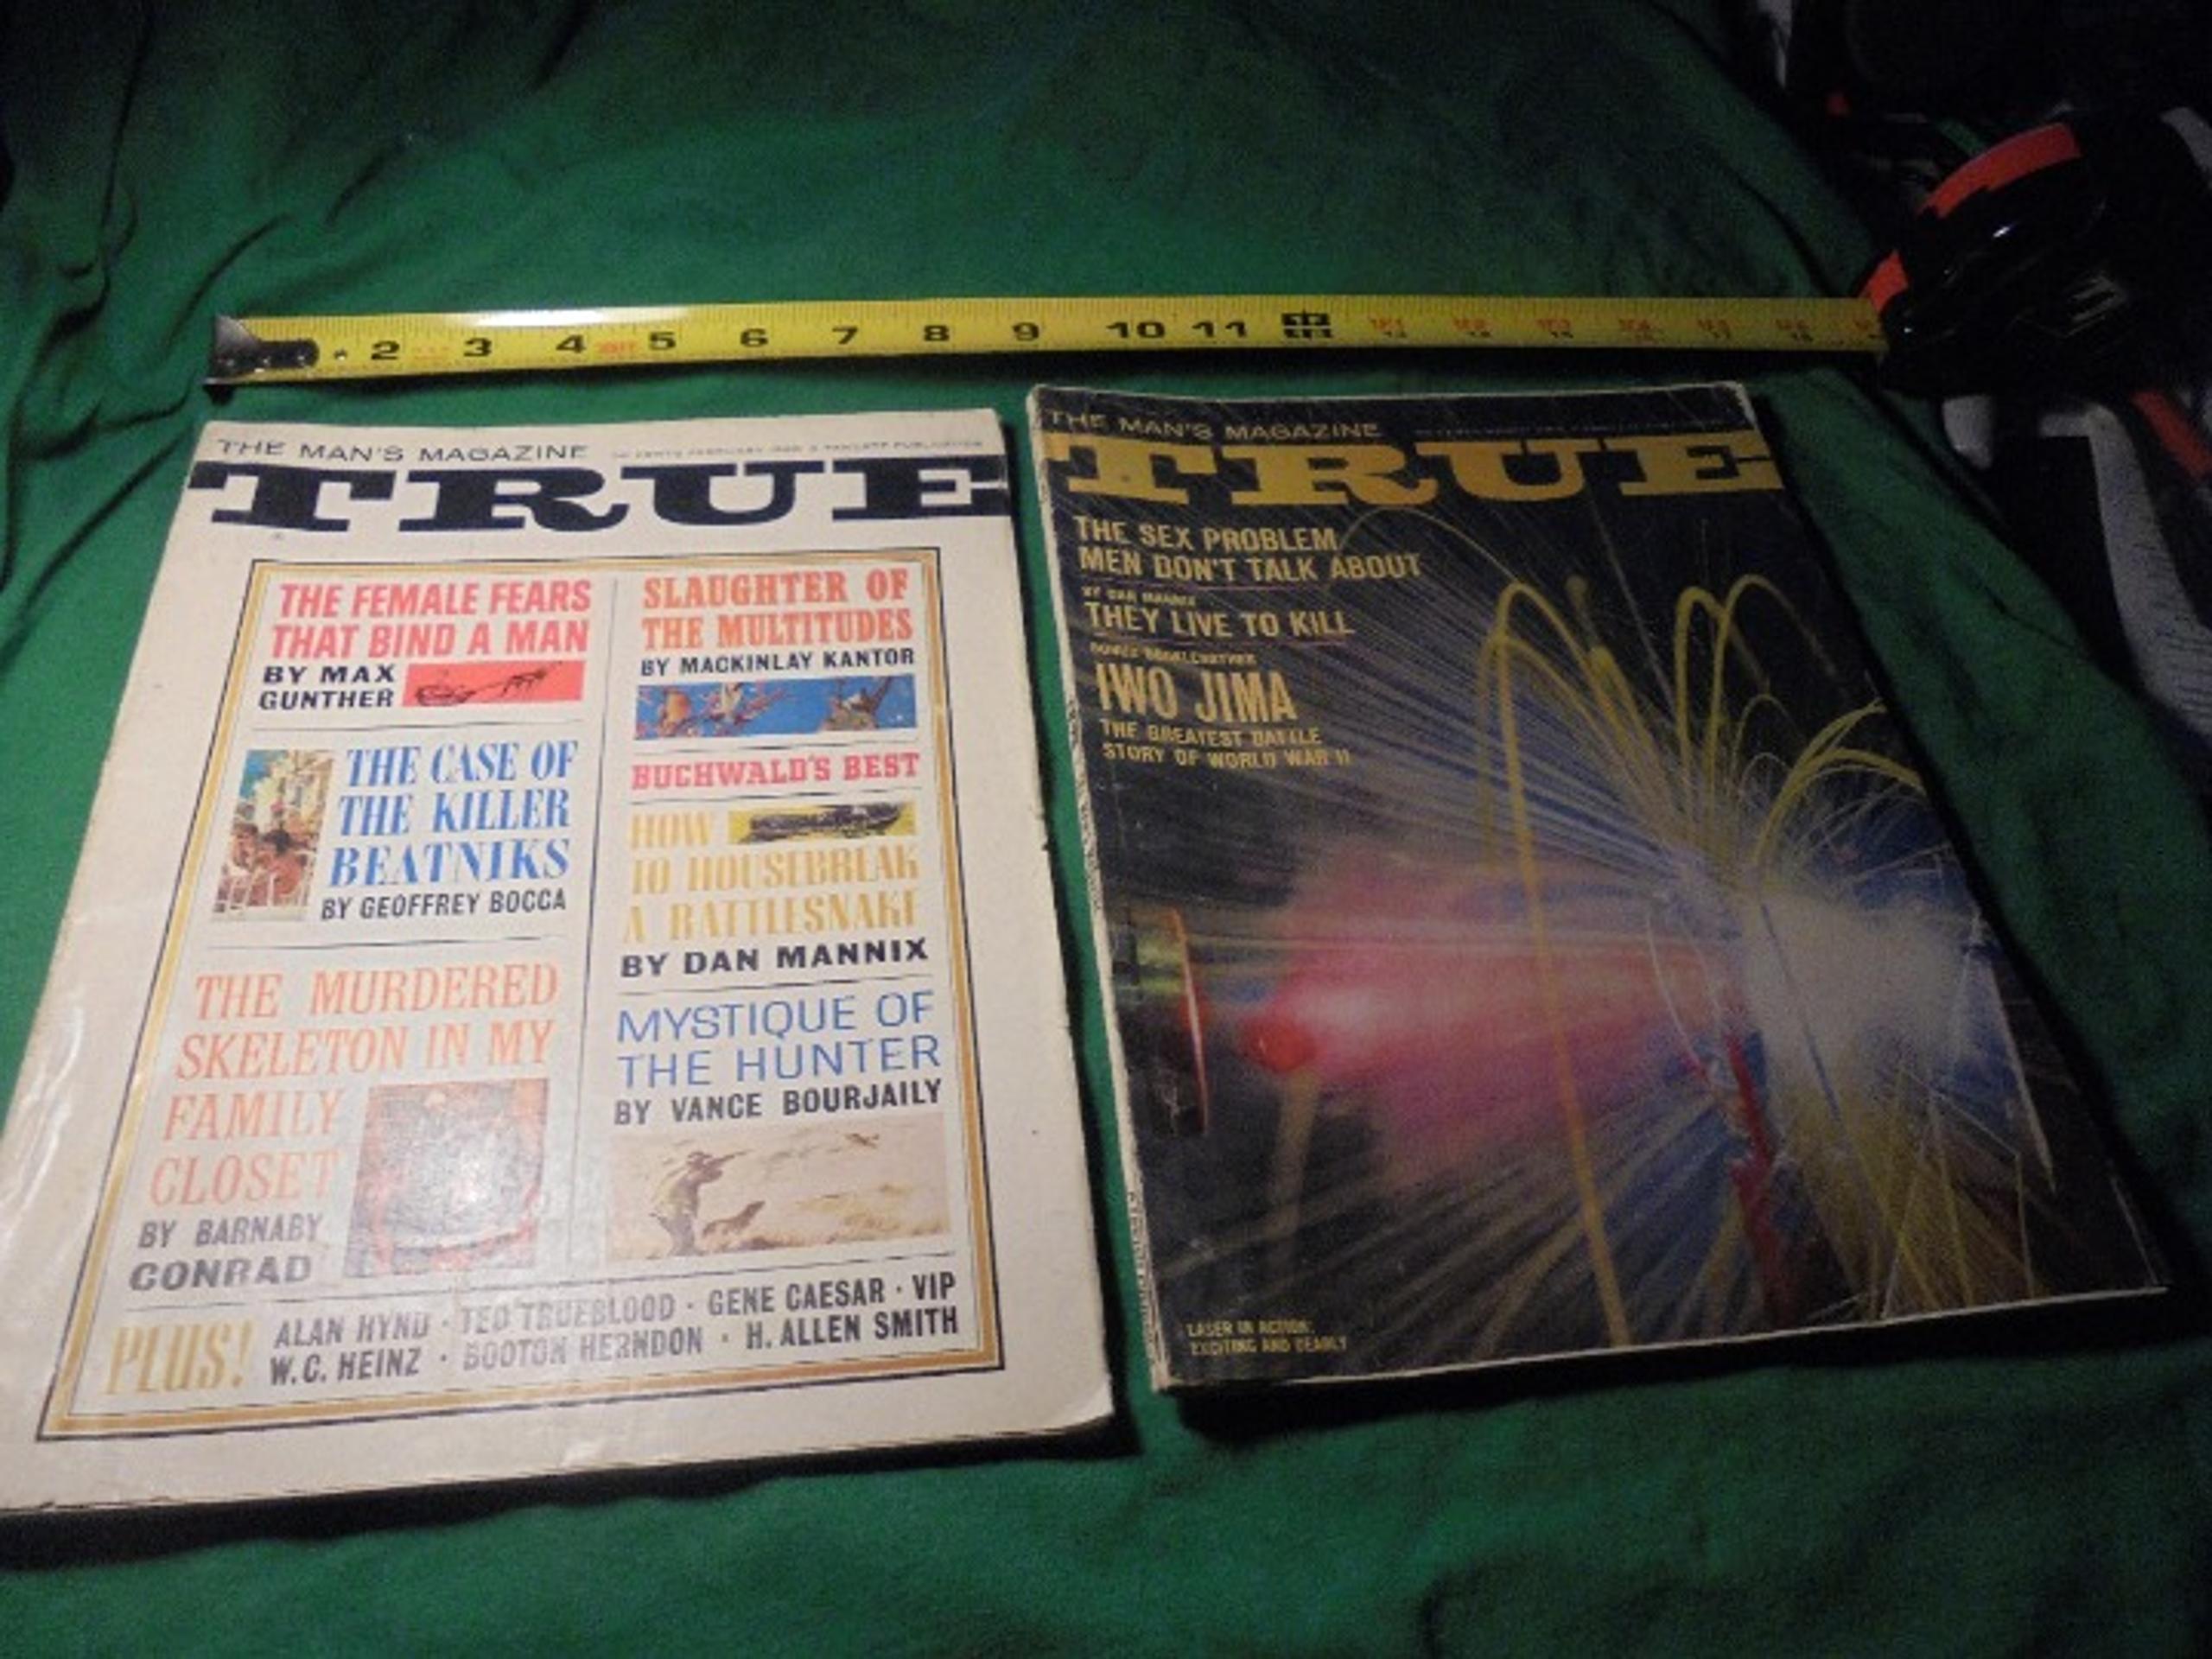 2 3 4 5 6 7 8 9 10 11
THE MAN'S MAGAZINE
TRUE
THE FEMALE FEARS
THAT BIND A MAN
BY MAX
GUNTHER
THE CASE OF
THE KILLER
BEATNIKS
BY GEOFFREY BOCCA
THE MURDERED
SKELETON IN MY
FAMILY
CLOSET
BY BARNABY
CONRAD
SLAUGHTER OF
THE MULTITUDES
BY MACKINLAY KANTOR
BUCHWALD'S BEST
HOW
TO HOUSEBREAK
A RATTLESNAKE
BY DAN MANNIX
MYSTIQUE OF
THE HUNTER
BY VANCE BOURJAILY
PLUS!
ALAN HYND · TED TRUEBLOOD · GENE CAESAR · VIP
W.C. HEINZ · BOOTON HERNDON · H. ALLEN SMITH
THE MAN'S MAGAZINE
TRUE
THE SEX PROBLEM
MEN DON'T TALK ABOUT
BY DAN MANNIX
THEY LIVE TO KILL
IWO JIMA
THE GREATEST BATTLE
STORY OF WORLD WAR II
LASER IN ACTION:
EXCITING AND DEADLY